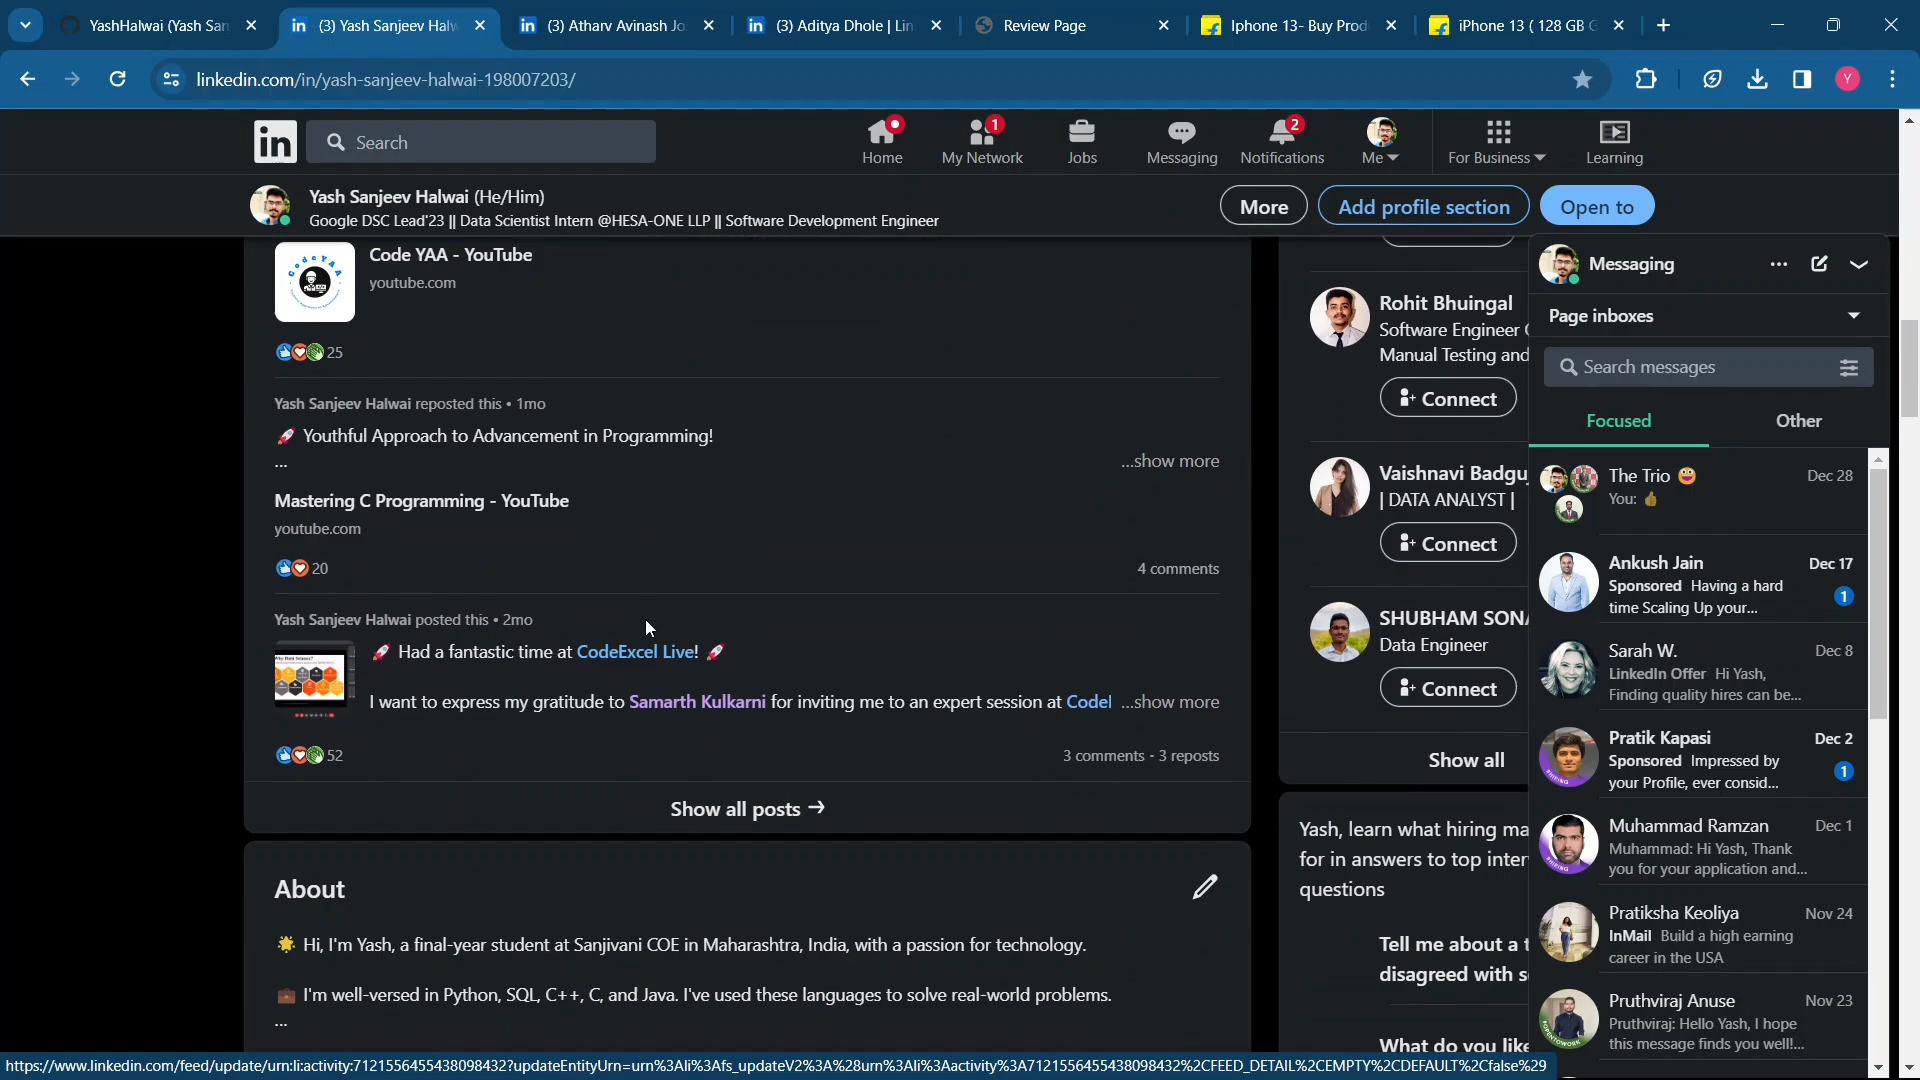 YashHalwai (Yash San
(3) Yash Sanjeev Halw
(3) Atharv Avinash Jo
(3) Aditya Dhole | Lin
Review Page
Iphone 13- Buy Prod
iPhone 13 ( 128 GB
linkedin.com/in/yash-sanjeev-halwai-198007203/
Y
in
Search
Home
1
My Network
Jobs
Messaging
2
Notifications
Me
For Business
Learning
Yash Sanjeev Halwai (He/Him)
Google DSC Lead'23 || Data Scientist Intern @HESA-ONE LLP || Software Development Engineer
More
Add profile section
Open to
CodeYAA
Code YAA - YouTube
youtube.com
25
Yash Sanjeev Halwai reposted this • 1mo
🚀 Youthful Approach to Advancement in Programming!
...
...show more
Mastering C Programming - YouTube
youtube.com
20
4 comments
Yash Sanjeev Halwai posted this • 2mo
🚀 Had a fantastic time at CodeExcel Live! 🚀
I want to express my gratitude to Samarth Kulkarni for inviting me to an expert session at CodeI ...show more
52
3 comments · 3 reposts
Show all posts →
About
🌟 Hi, I'm Yash, a final-year student at Sanjivani COE in Maharashtra, India, with a passion for technology.
💼 I'm well-versed in Python, SQL, C++, C, and Java. I've used these languages to solve real-world problems.
...
Rohit Bhuingal
Software Engineer
Manual Testing and
Connect
Vaishnavi Badgu
| DATA ANALYST |
Connect
SHUBHAM SON
Data Engineer
Connect
Show all
Yash, learn what hiring ma
for in answers to top inter
questions
Tell me about a t
disagreed with s
What do you like
Messaging
Page inboxes
Search messages
Focused
Other
The Trio 😀
Dec 28
You: 👍
Ankush Jain
Dec 17
Sponsored Having a hard
time Scaling Up your...
1
Sarah W.
Dec 8
LinkedIn Offer Hi Yash,
Finding quality hires can be...
Pratik Kapasi
Dec 2
Sponsored Impressed by
your Profile, ever consid...
1
Muhammad Ramzan
Dec 1
Muhammad: Hi Yash, Thank
you for your application and...
Pratiksha Keoliya
Nov 24
InMail Build a high earning
career in the USA
Pruthviraj Anuse
Nov 23
Pruthviraj: Hello Yash, I hope
this message finds you well!...
https://www.linkedin.com/feed/update/urn:li:activity:7121556455438098432?updateEntityUrn=urn%3Ali%3Afs_updateV2%3A%28urn%3Ali%3Aactivity%3A7121556455438098432%2CFEED_DETAIL%2CEMPTY%2CDEFAULT%2Cfalse%29